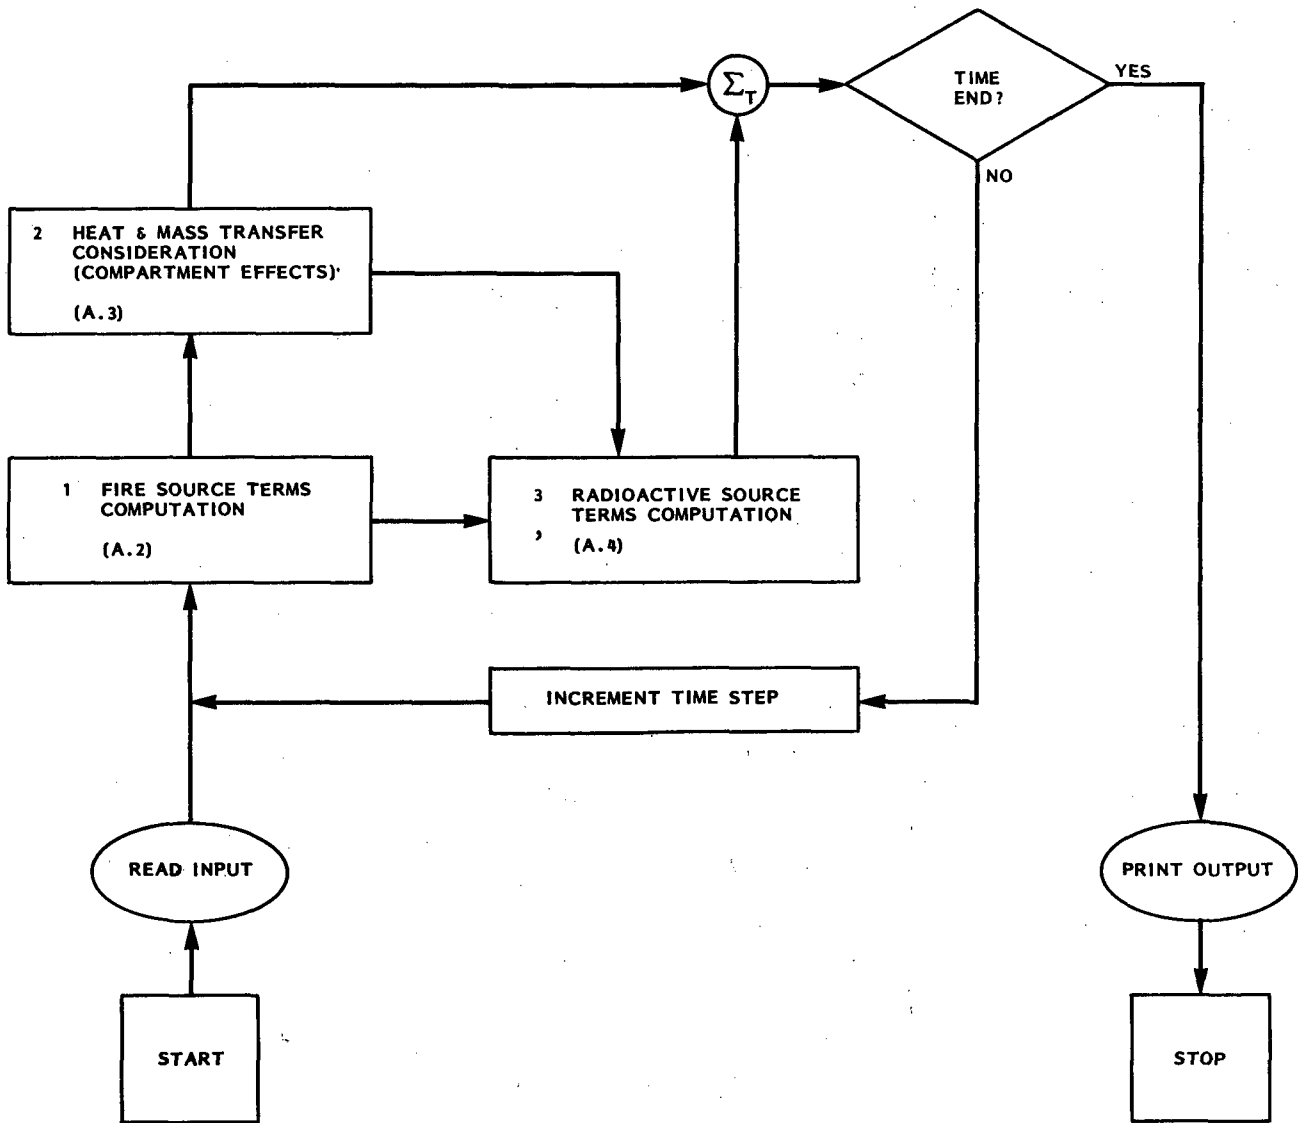 Σ_T
TIME
END?
YES
NO
2 HEAT & MASS TRANSFER
CONSIDERATION
(COMPARTMENT EFFECTS)
(A.3)
1 FIRE SOURCE TERMS
COMPUTATION
(A.2)
3 RADIOACTIVE SOURCE
TERMS COMPUTATION
(A.4)
INCREMENT TIME STEP
READ INPUT
PRINT OUTPUT
START
STOP